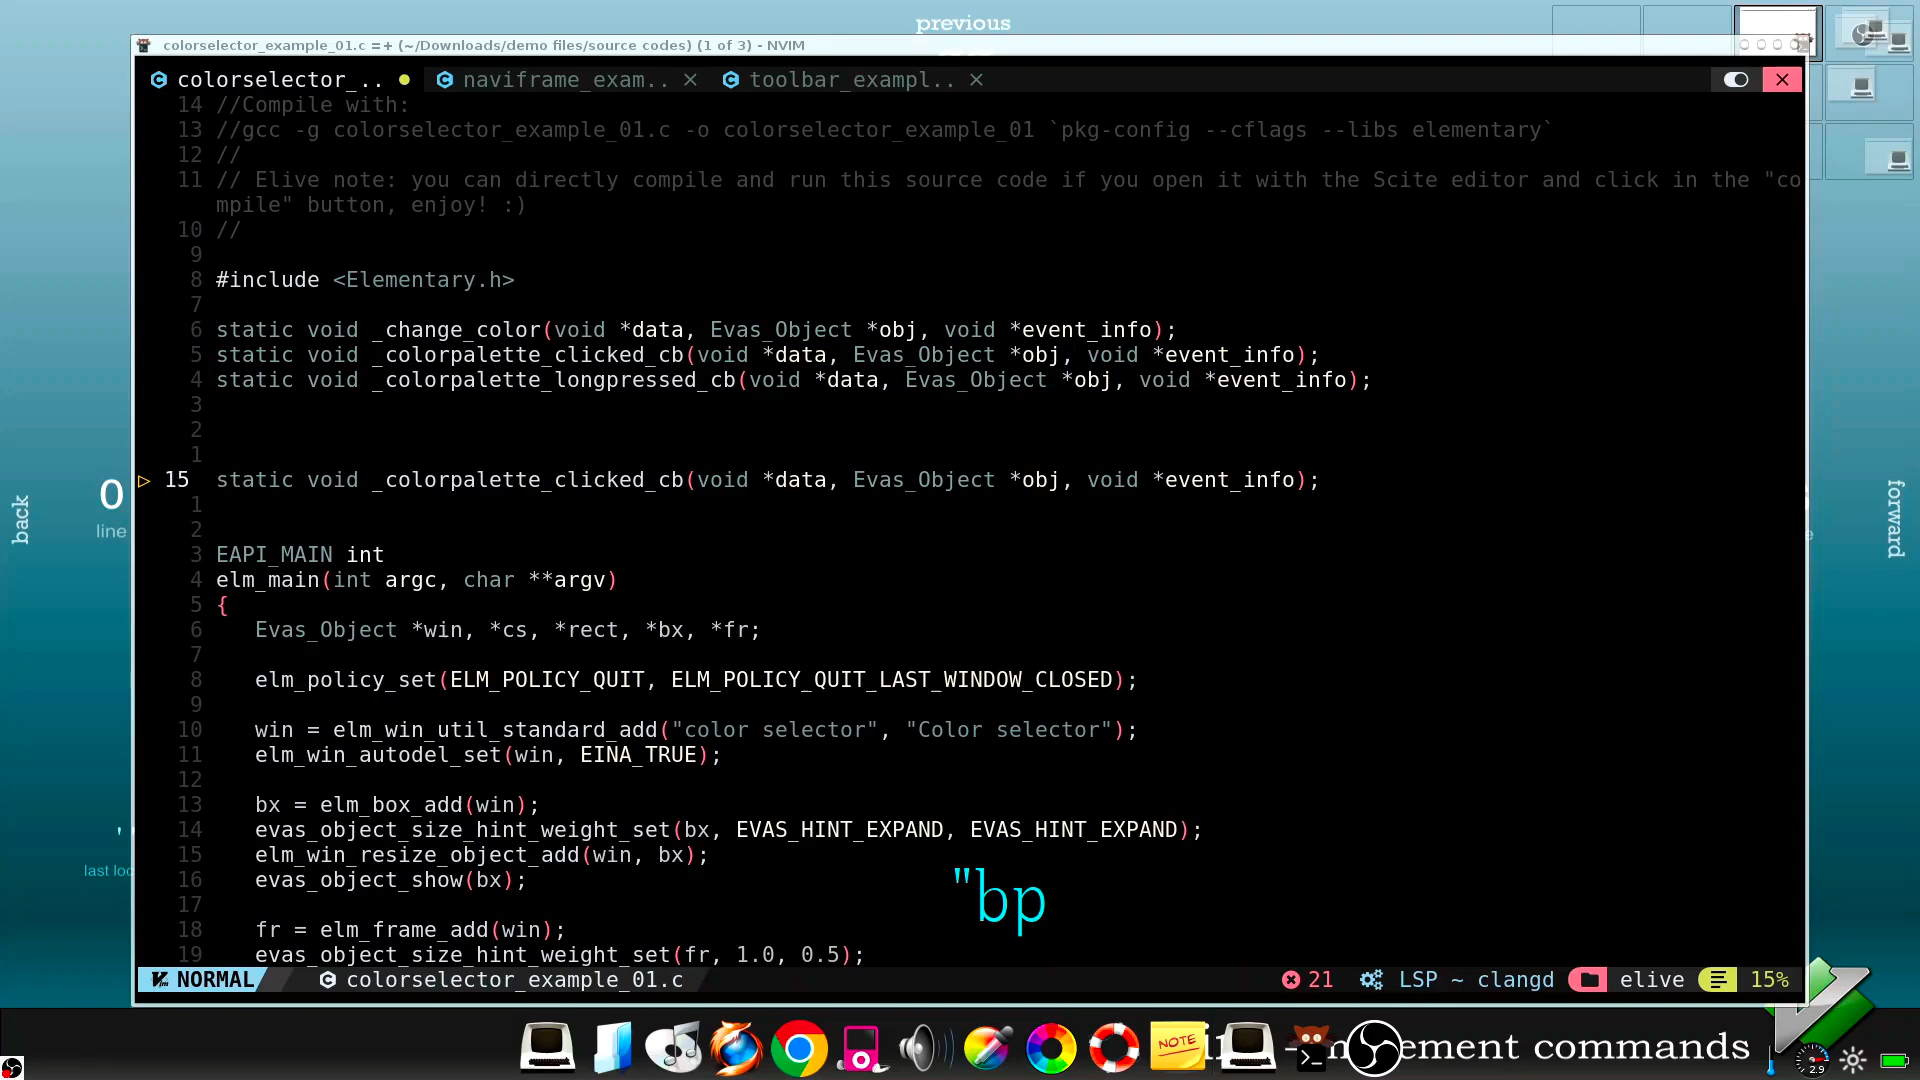 previous
colorselector_example_01.c =+ (~/Downloads/demo files/source codes) (1 of 3) - NVIM
colorselector_.. naviframe_exam.. toolbar_exampl..
14 //Compile with:
13 //gcc -g colorselector_example_01.c -o colorselector_example_01 `pkg-config --cflags --libs elementary`
12 //
11 // Elive note: you can directly compile and run this source code if you open it with the Scite editor and click in the "co
mpile" button, enjoy! :)
10 //
9
8 #include <Elementary.h>
7
6 static void _change_color(void *data, Evas_Object *obj, void *event_info);
5 static void _colorpalette_clicked_cb(void *data, Evas_Object *obj, void *event_info);
4 static void _colorpalette_longpressed_cb(void *data, Evas_Object *obj, void *event_info);
3
2
1
15 static void _colorpalette_clicked_cb(void *data, Evas_Object *obj, void *event_info);
1
2
3 EAPI_MAIN int
4 elm_main(int argc, char **argv)
5 {
6 Evas_Object *win, *cs, *rect, *bx, *fr;
7
8 elm_policy_set(ELM_POLICY_QUIT, ELM_POLICY_QUIT_LAST_WINDOW_CLOSED);
9
10 win = elm_win_util_standard_add("color selector", "Color selector");
11 elm_win_autodel_set(win, EINA_TRUE);
12
13 bx = elm_box_add(win);
14 evas_object_size_hint_weight_set(bx, EVAS_HINT_EXPAND, EVAS_HINT_EXPAND);
15 elm_win_resize_object_add(win, bx);
16 evas_object_show(bx);
17
18 fr = elm_frame_add(win);
19 evas_object_size_hint_weight_set(fr, 1.0, 0.5);
"bp
NORMAL colorselector_example_01.c 21 LSP ~ clangd elive 15%
back
0
line
last loc
forward
NOTE
ement commands
2.9